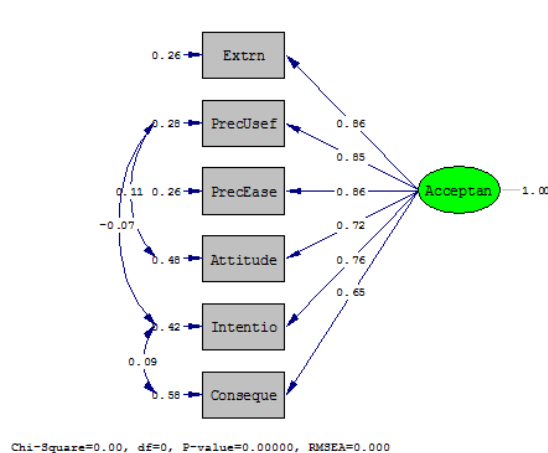 0.26 Extrn
0.86
0.28 PrecUsef
0.85
0.11 0.26 PrecEase 0.86 Acceptan 1.00
-0.07 0.72
0.48 Attitude 0.76
0.65
0.42 Intentio
0.09
0.58 Conseque
Chi-Square=0.00, df=0, P-value=0.00000, RMSEA=0.000